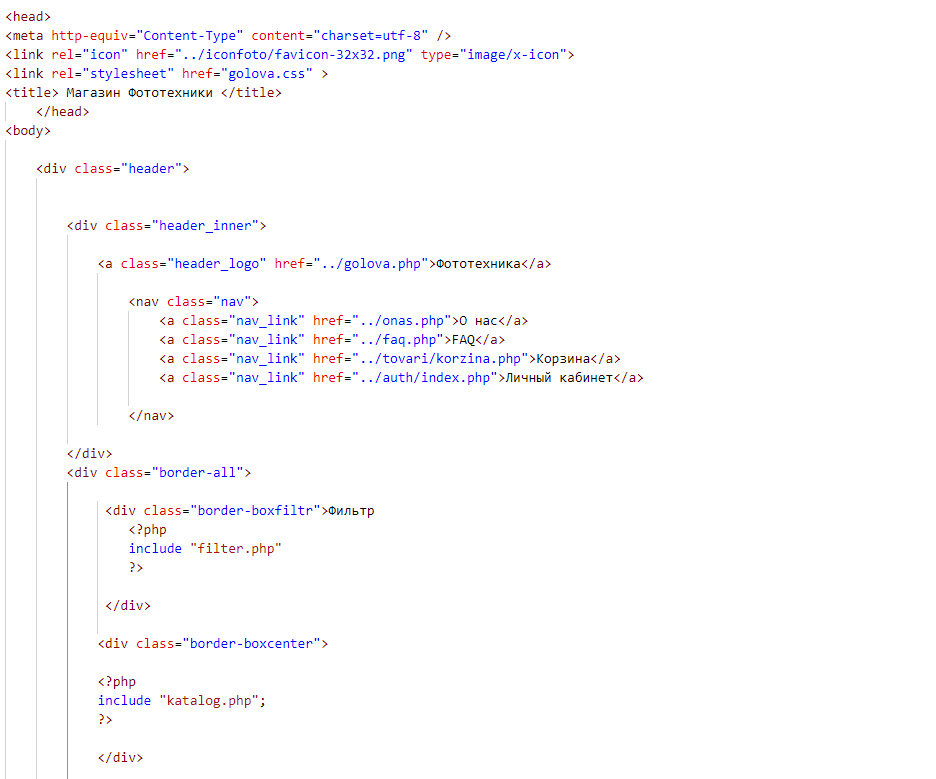 <head>
<meta http-equiv="Content-Type" content="charset=utf-8" />
<link rel="icon" href="../iconfoto/favicon-32x32.png" type="image/x-icon">
<link rel="stylesheet" href="golova.css" >
<title> Магазин Фототехники </title>
</head>
<body>
<div class="header">
<div class="header_inner">
<a class="header_logo" href="../golova.php">Фототехника</a>
<nav class="nav">
<a class="nav_link" href="../onas.php">О нас</a>
<a class="nav_link" href="../faq.php">FAQ</a>
<a class="nav_link" href="../tovari/korzina.php">Корзина</a>
<a class="nav_link" href="../auth/index.php">Личный кабинет</a>
</nav>
</div>
<div class="border-all">
<div class="border-boxfiltr">Фильтр
<?php
include "filter.php"
?>
</div>
<div class="border-boxcenter">
<?php
include "katalog.php";
?>
</div>